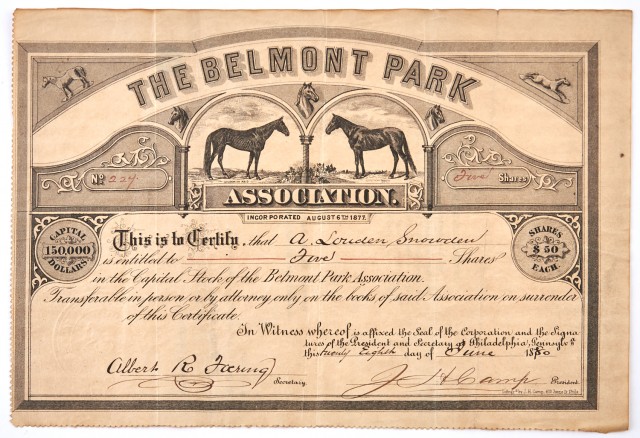 THE BELMONT PARK
ASSOCIATION.
No. 224
Five Shares
INCORPORATED AUGUST 6TH 1877.
CAPITAL
150,000
DOLLARS
SHARES
$50
EACH.
This is to Certify, that A. Louden Snowden
is entitled to Five Shares
in the Capital Stock of the Belmont Park Association.
Transferable in person or by attorney only on the books of said Association on surrender
of this Certificate.
In Witness whereof is affixed the Seal of the Corporation and the Signa
tures of the President and Secretary at Philadelphia, Pennsylva
this twenty Eighth day of June 1880
Albert R
Secretary.
Camp President.